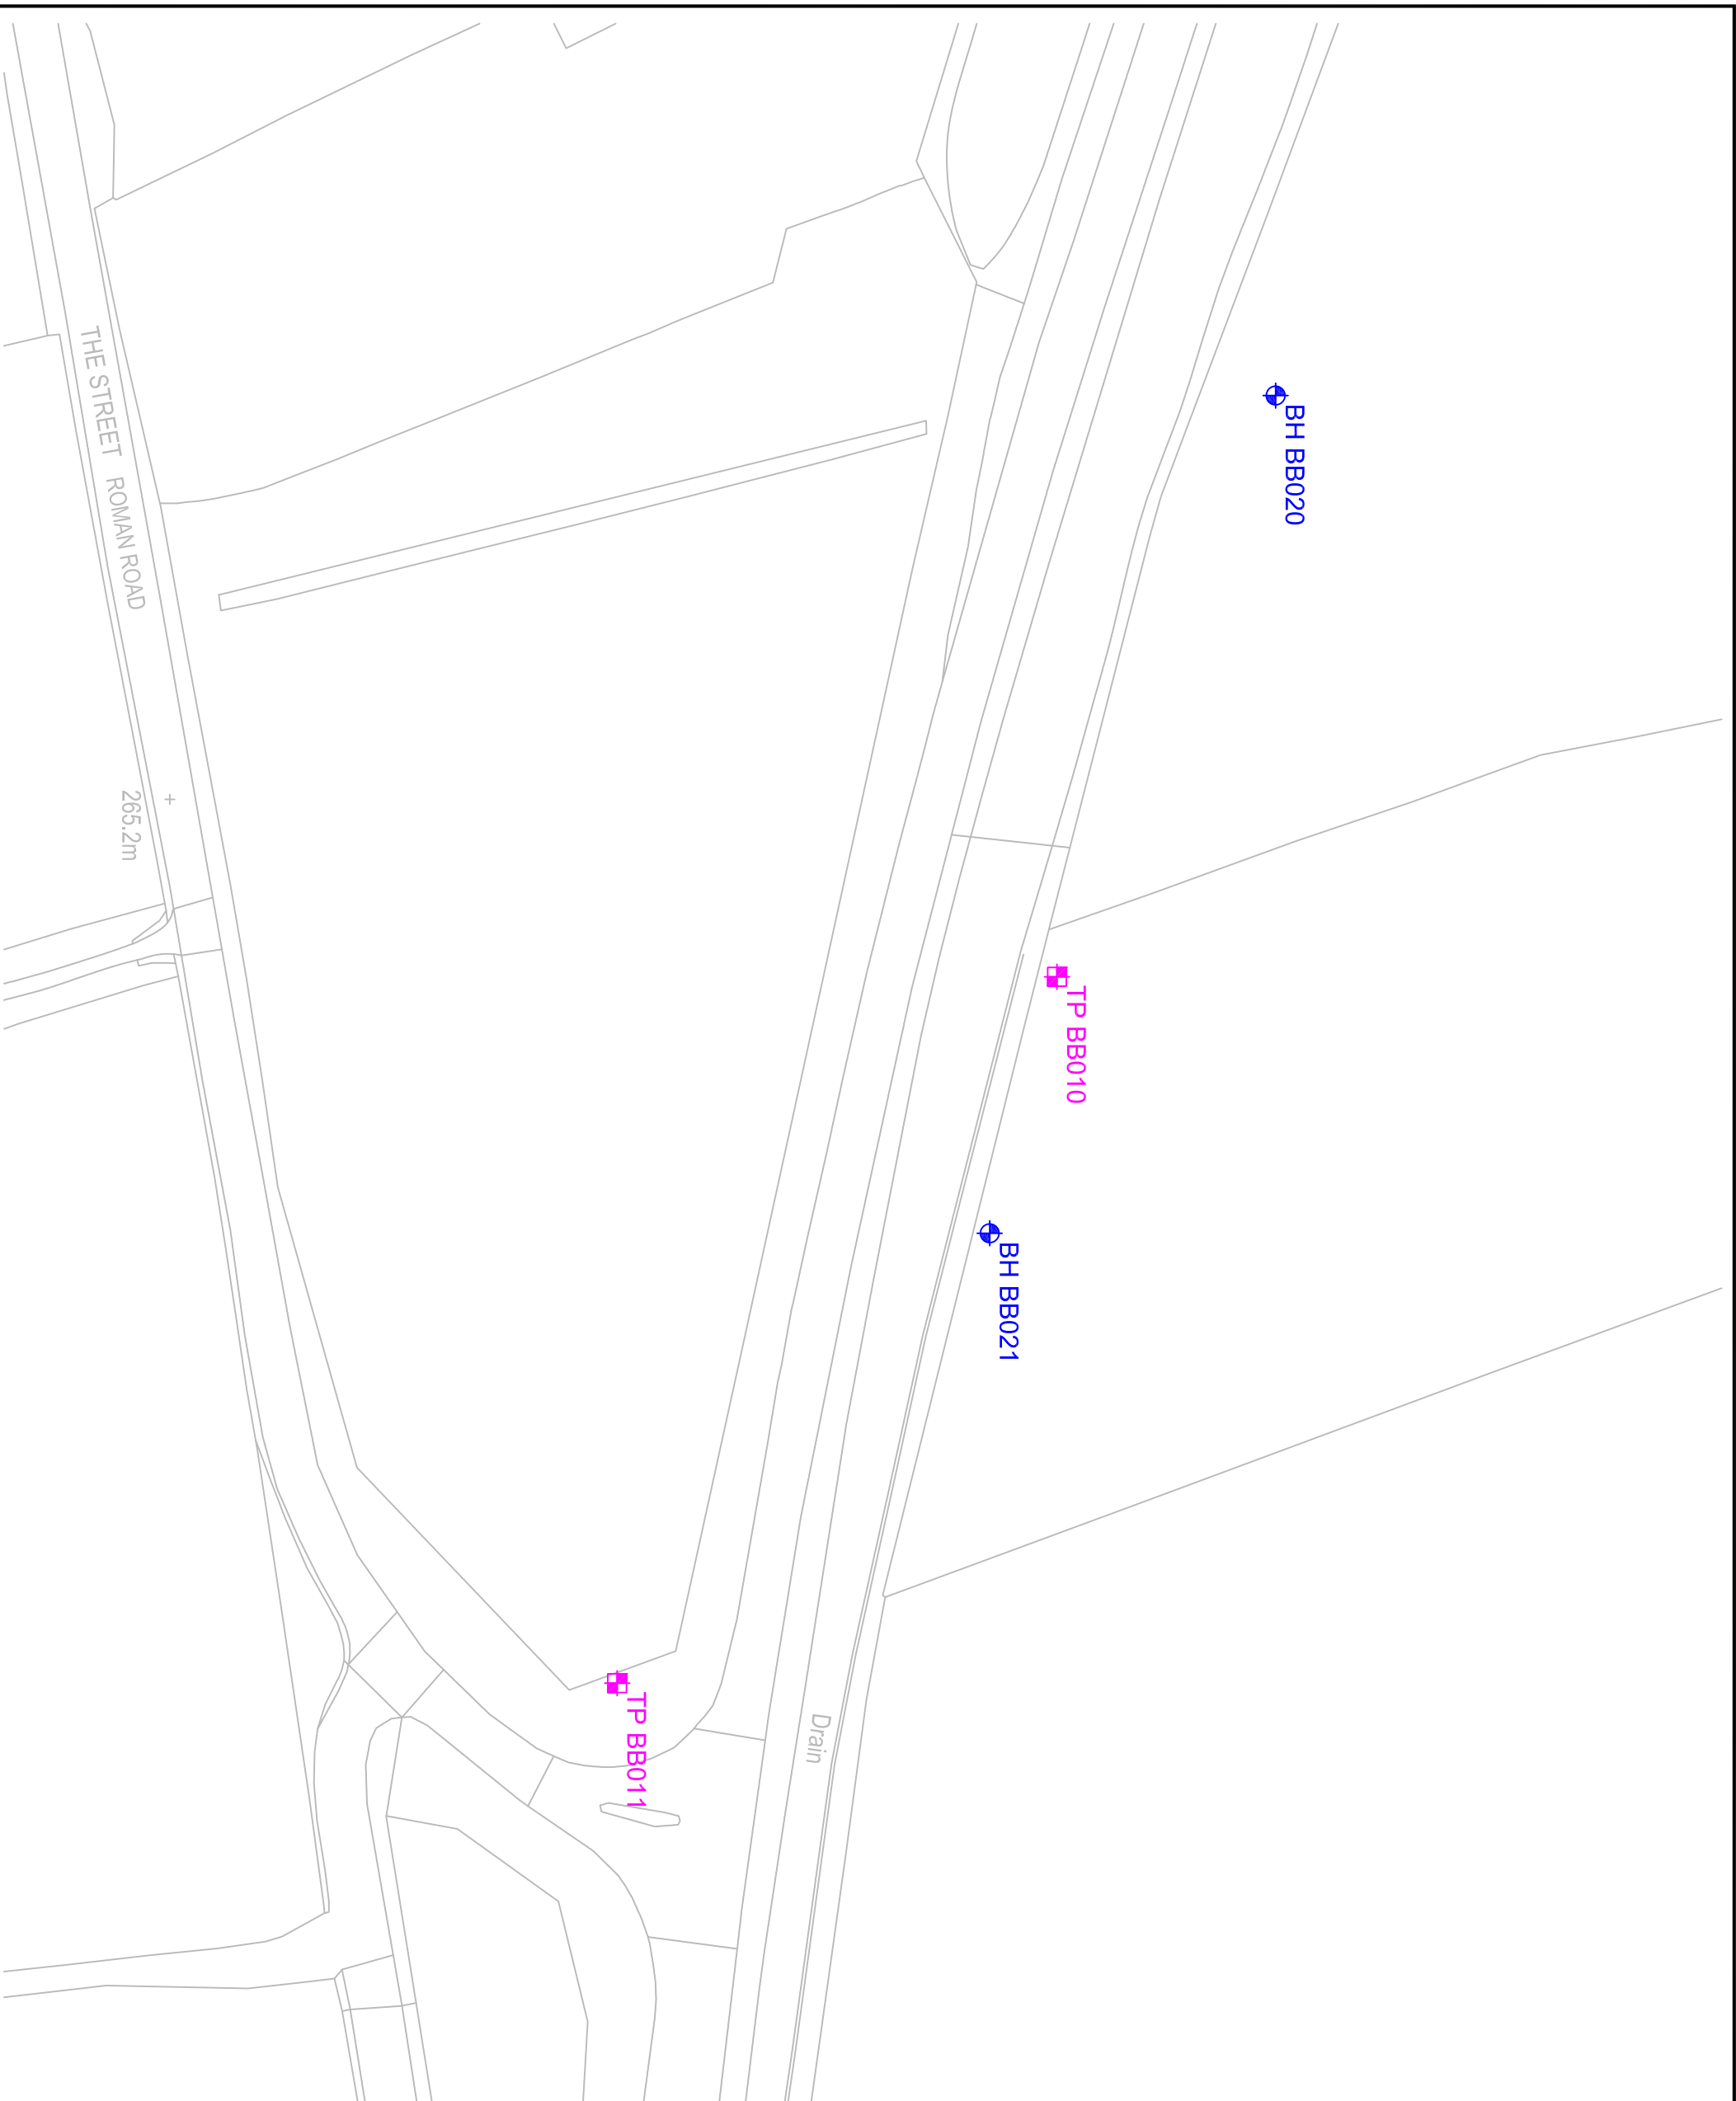 THE STREET ROMAN ROAD
BH BB020
265.2m
TP BB010
BH BB021
TP BB011
Drain